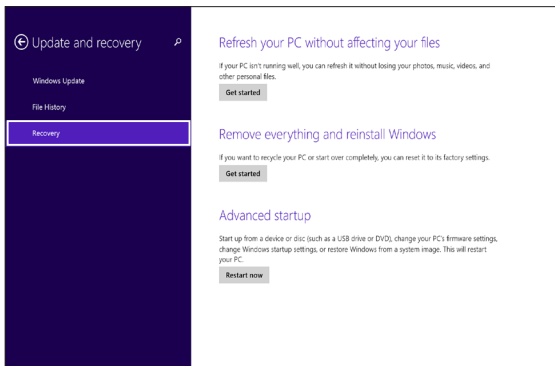 Update and recovery
Windows Update
File History
Recovery
Refresh your PC without affecting your files
If your PC isn't running well, you can refresh it without losing your photos, music, videos, and
other personal files.
Get started
Remove everything and reinstall Windows
If you want to recycle your PC or start over completely, you can reset it to its factory settings.
Get started
Advanced startup
Start up from a device or disc (such as a USB drive or DVD), change your PC's firmware settings,
change Windows startup settings, or restore Windows from a system image. This will restart
your PC.
Restart now